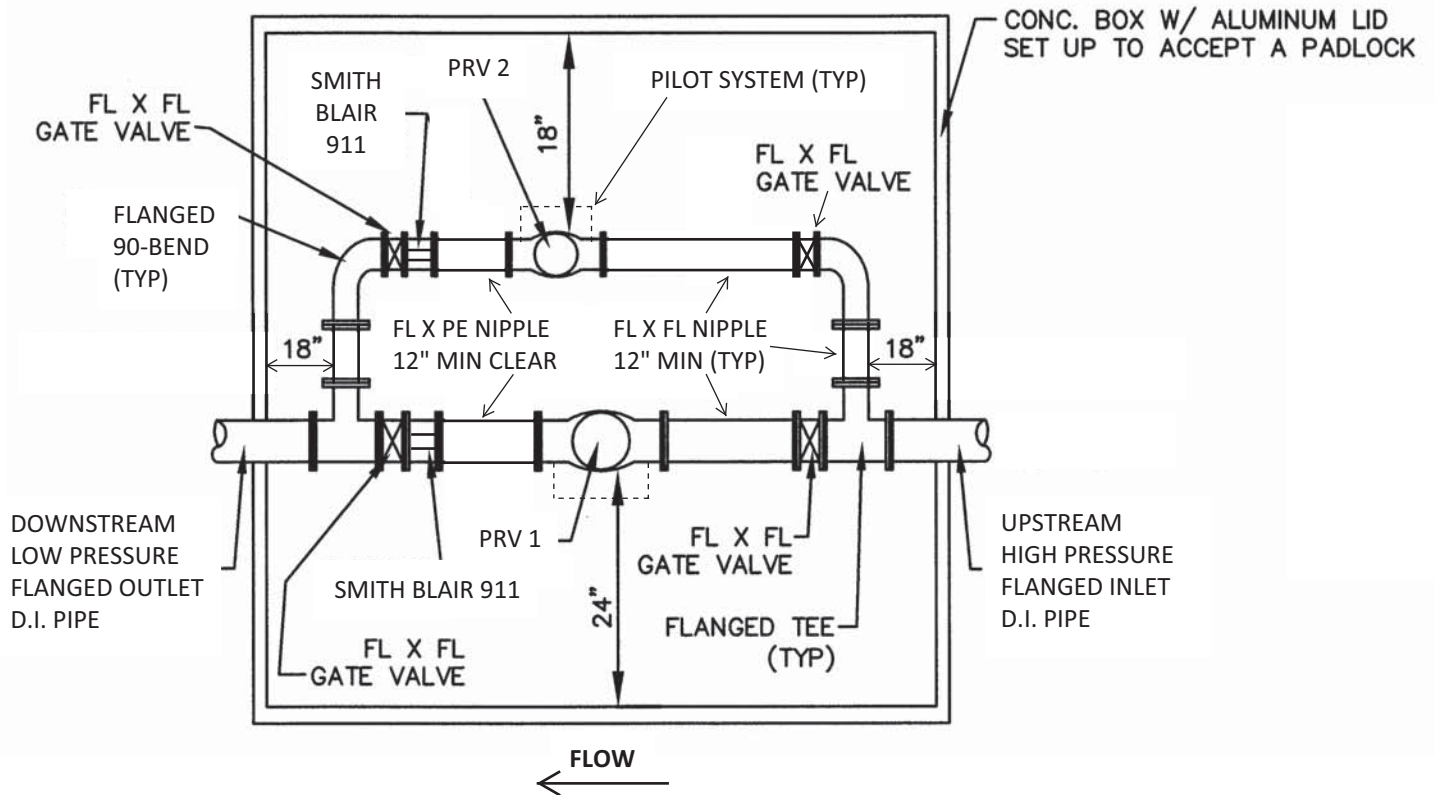 CONC. BOX W/ ALUMINUM LID
SET UP TO ACCEPT A PADLOCK
PRV 2
SMITH
BLAIR
911
PILOT SYSTEM (TYP)
FL X FL
GATE VALVE
18"
FL X FL
GATE VALVE
FLANGED
90-BEND
(TYP)
FL X PE NIPPLE
12" MIN CLEAR
FL X FL NIPPLE
12" MIN (TYP)
18"
18"
DOWNSTREAM
LOW PRESSURE
FLANGED OUTLET
D.I. PIPE
PRV 1
SMITH BLAIR 911
FL X FL
GATE VALVE
24"
FL X FL
GATE VALVE
FLANGED TEE
(TYP)
UPSTREAM
HIGH PRESSURE
FLANGED INLET
D.I. PIPE
FLOW